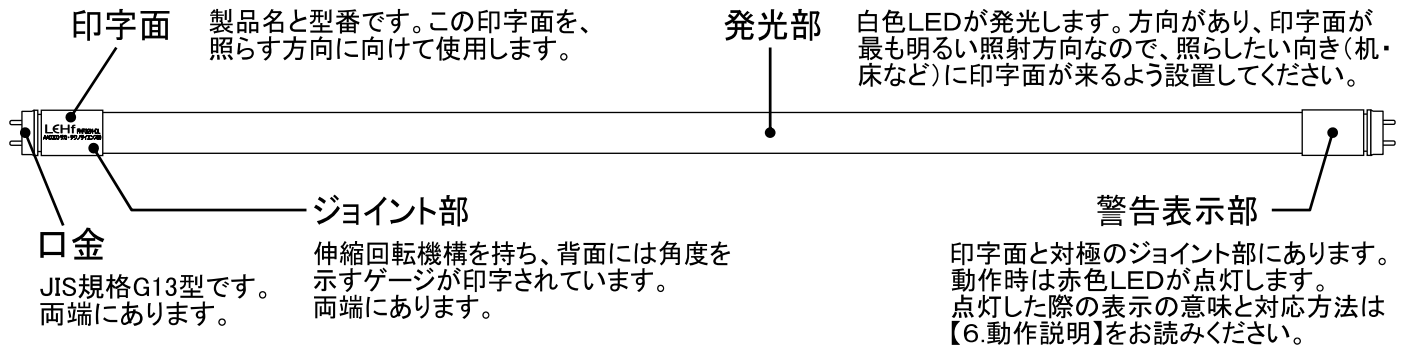 印字面
製品名と型番です。この印字面を、
照らす方向に向けて使用します。
発光部
白色LEDが発光します。方向があり、印字面が
最も明るい照射方向なので、照らしたい向き（机・
床など）に印字面が来るよう設置してください。
LEHf
口金
JIS規格G13型です。
両端にあります。
ジョイント部
伸縮回転機構を持ち、背面には角度を
示すゲージが印字されています。
両端にあります。
警告表示部
印字面と対極のジョイント部にあります。
動作時は赤色LEDが点灯します。
点灯した際の表示の意味と対応方法は
【6.動作説明】をお読みください。